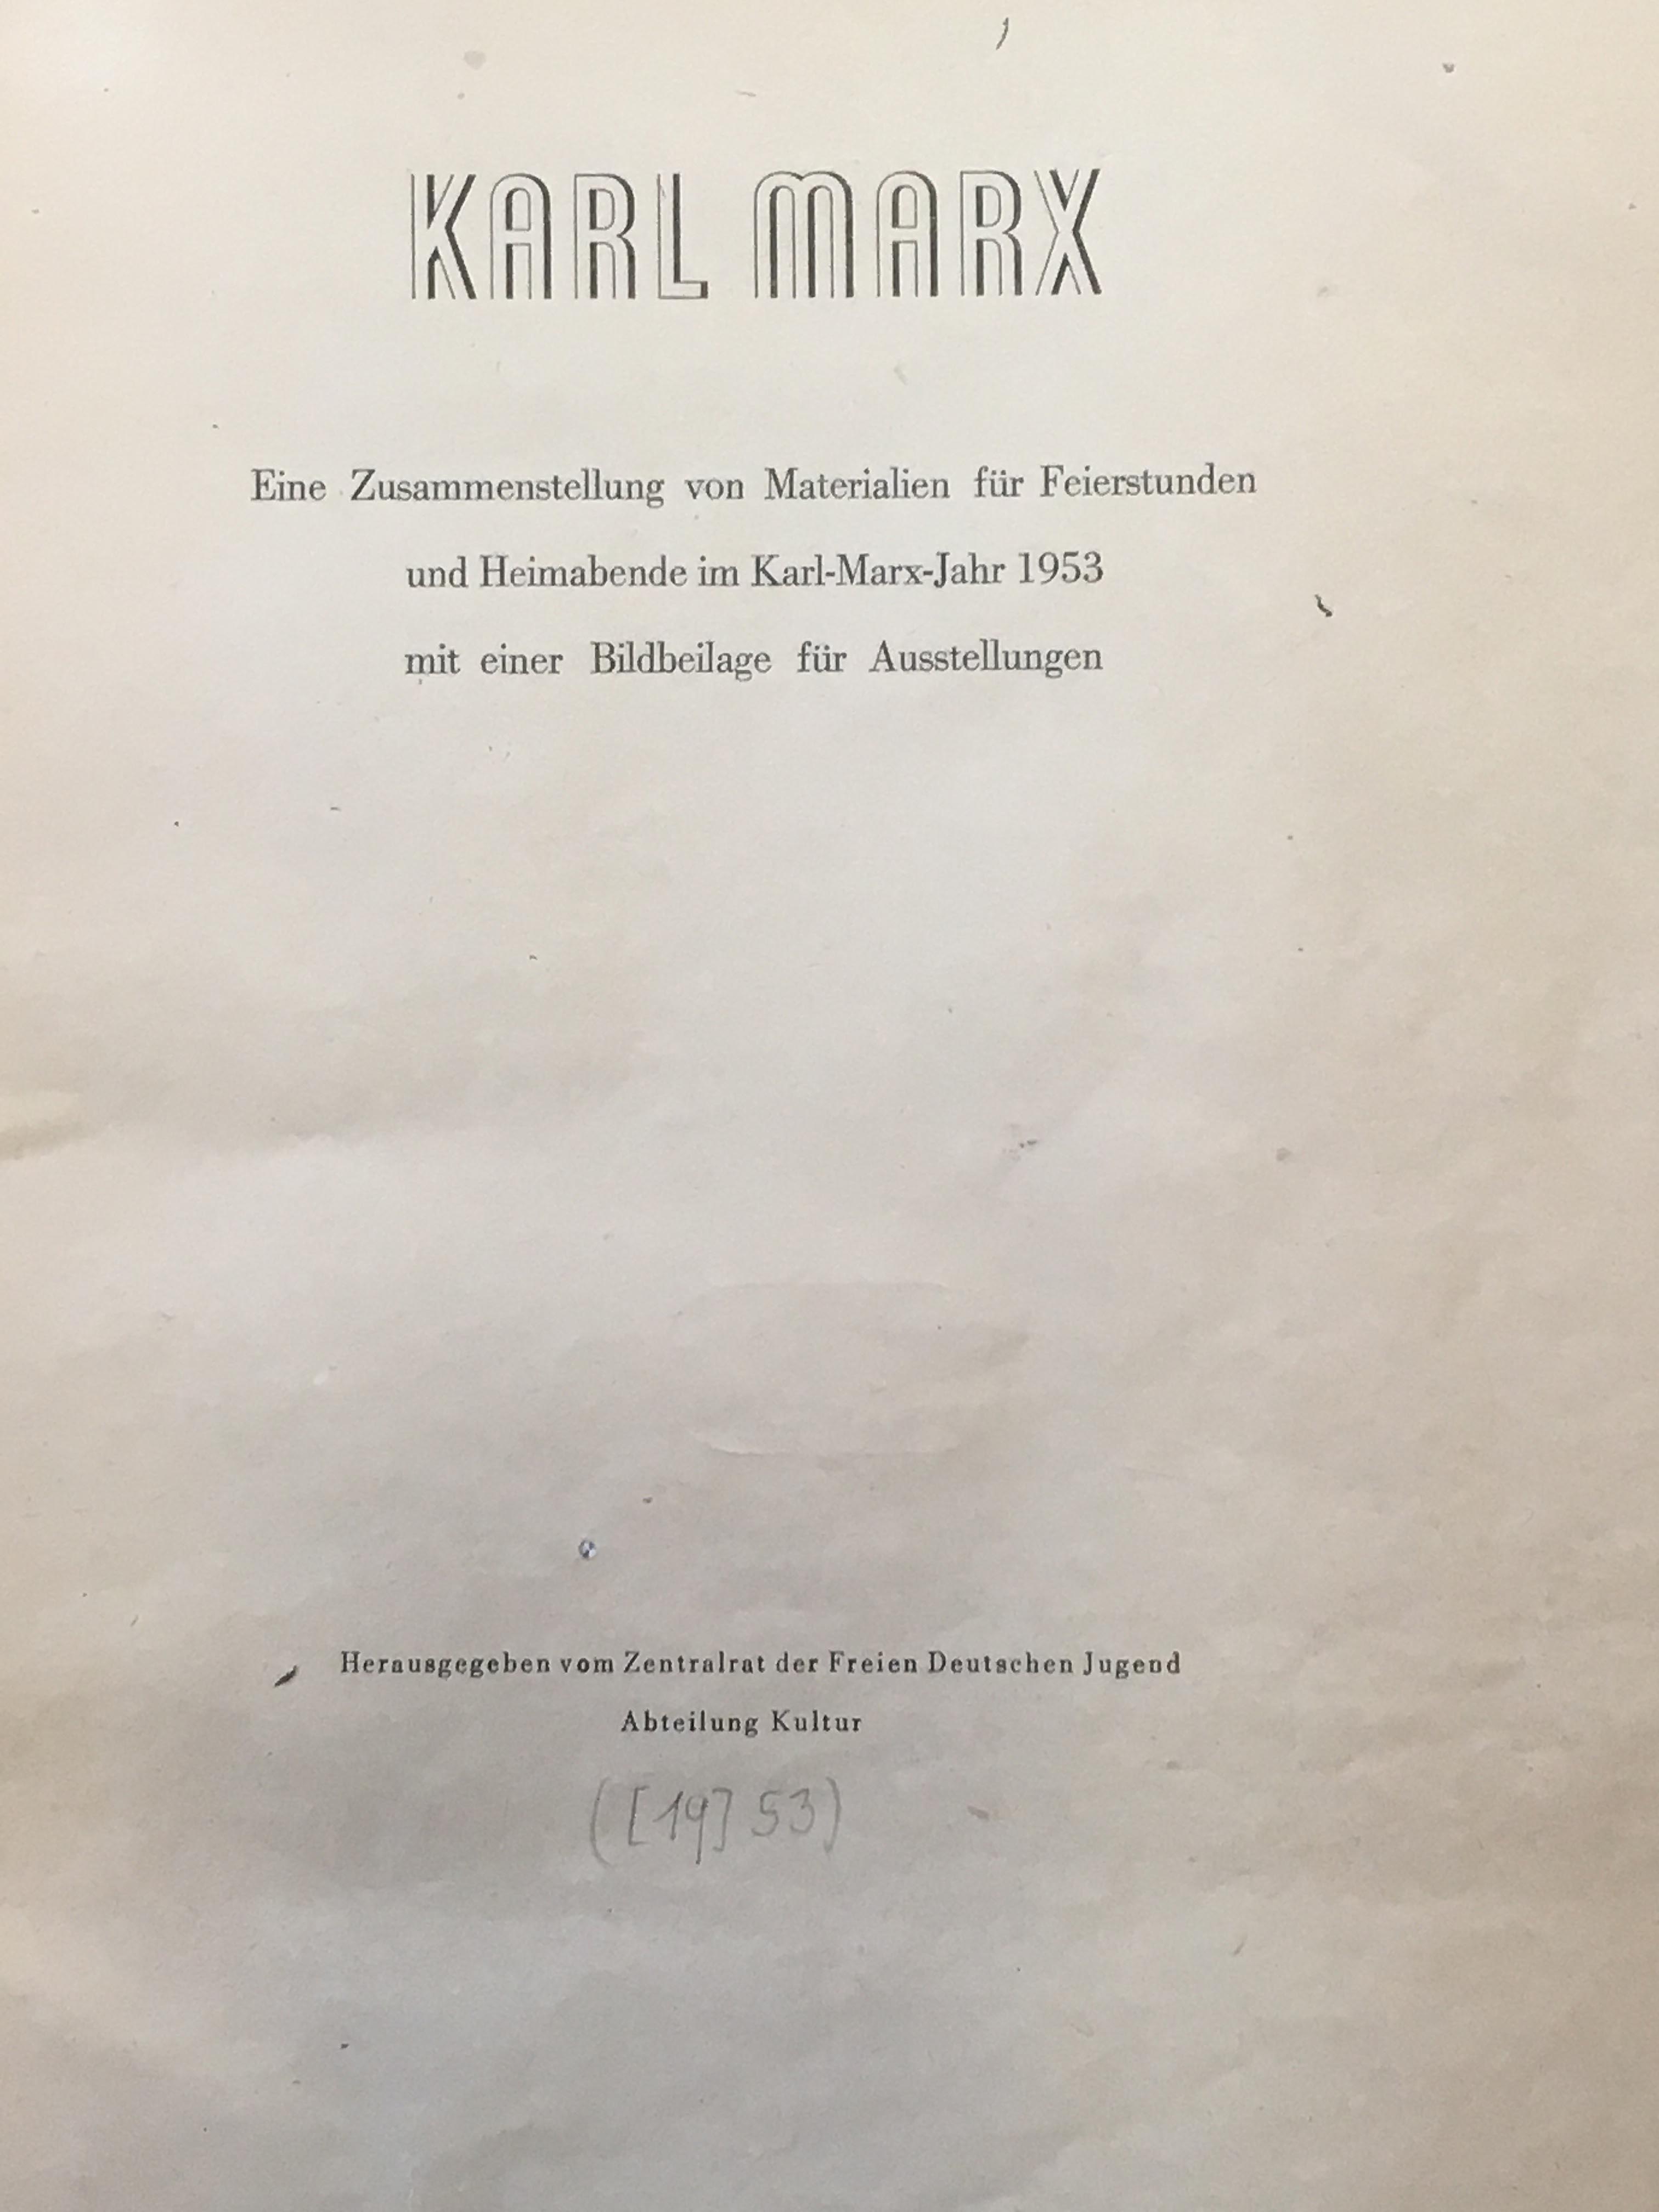 KARL MARX
Eine Zusammenstellung von Materialien für Feierstunden
und Heimabende im Karl-Marx-Jahr 1953
mit einer Bildbeilage für Ausstellungen
Herausgegeben vom Zentralrat der Freien Deutschen Jugend
Abteilung Kultur
([19] 53)